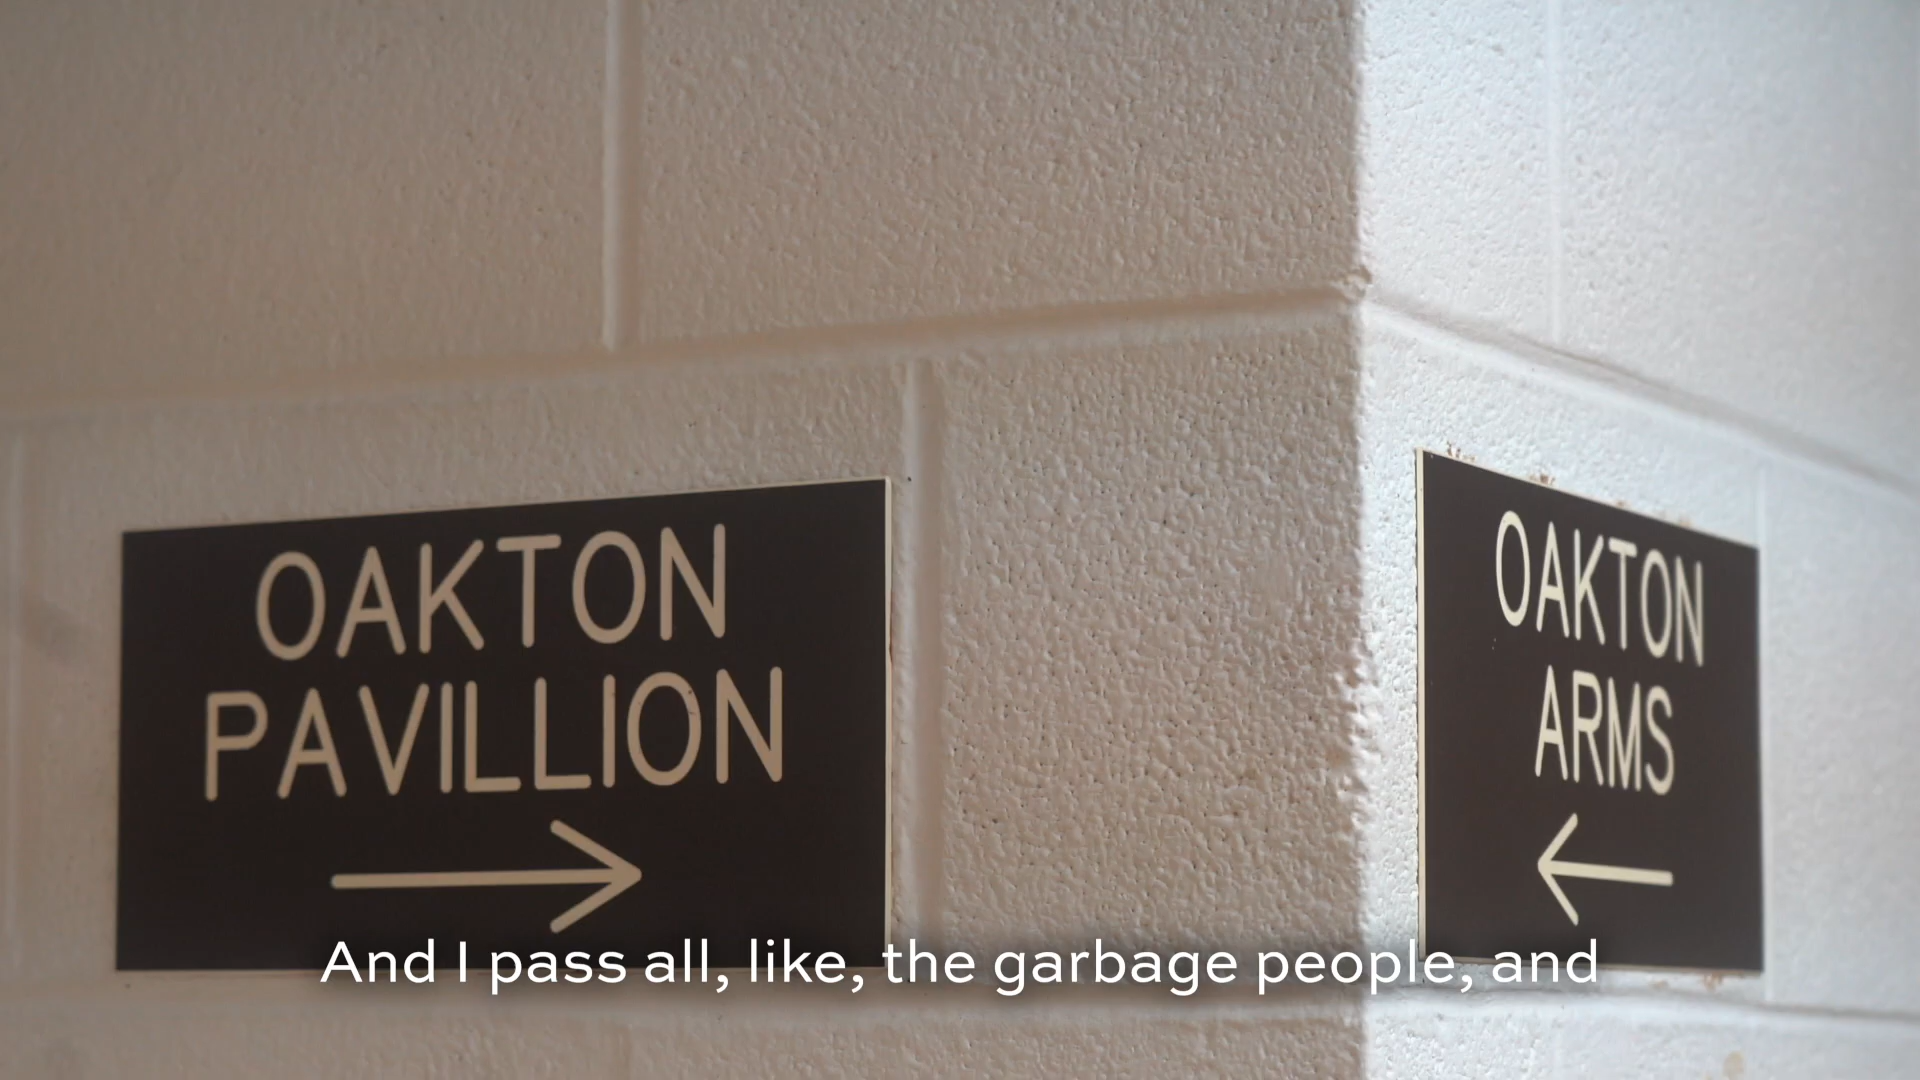 OAKTON
PAVILLION
OAKTON
ARMS
And I pass all, like, the garbage people, and